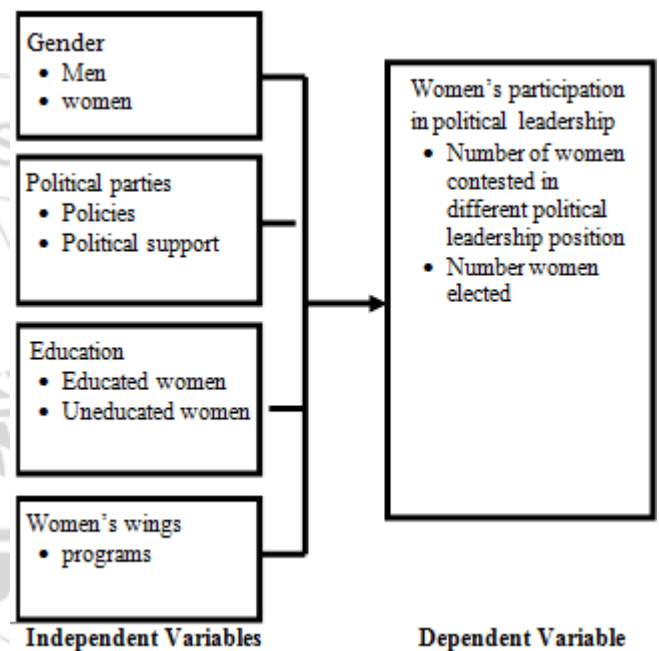 Gender
• Men
• women
Political parties
• Policies
• Political support
Education
• Educated women
• Uneducated women
Women's wings
• programs
Independent Variables
Women's participation
in political leadership
• Number of women
contested in
different political
leadership position
• Number women
elected
Dependent Variable